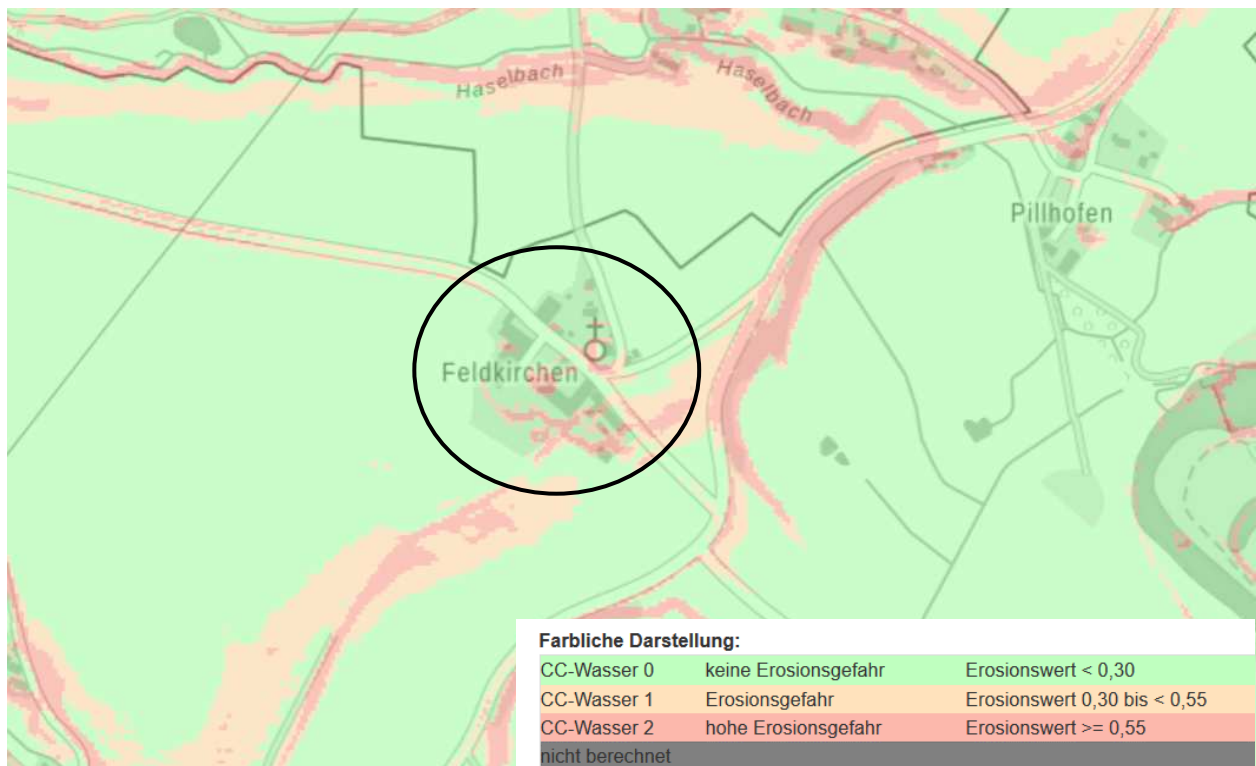 Haselbach
Haselbach
Pillhofen
Feldkirchen
Farbliche Darstellung:
CC-Wasser 0 keine Erosionsgefahr Erosionswert < 0,30
CC-Wasser 1 Erosionsgefahr Erosionswert 0,30 bis < 0,55
CC-Wasser 2 hohe Erosionsgefahr Erosionswert >= 0,55
nicht berechnet